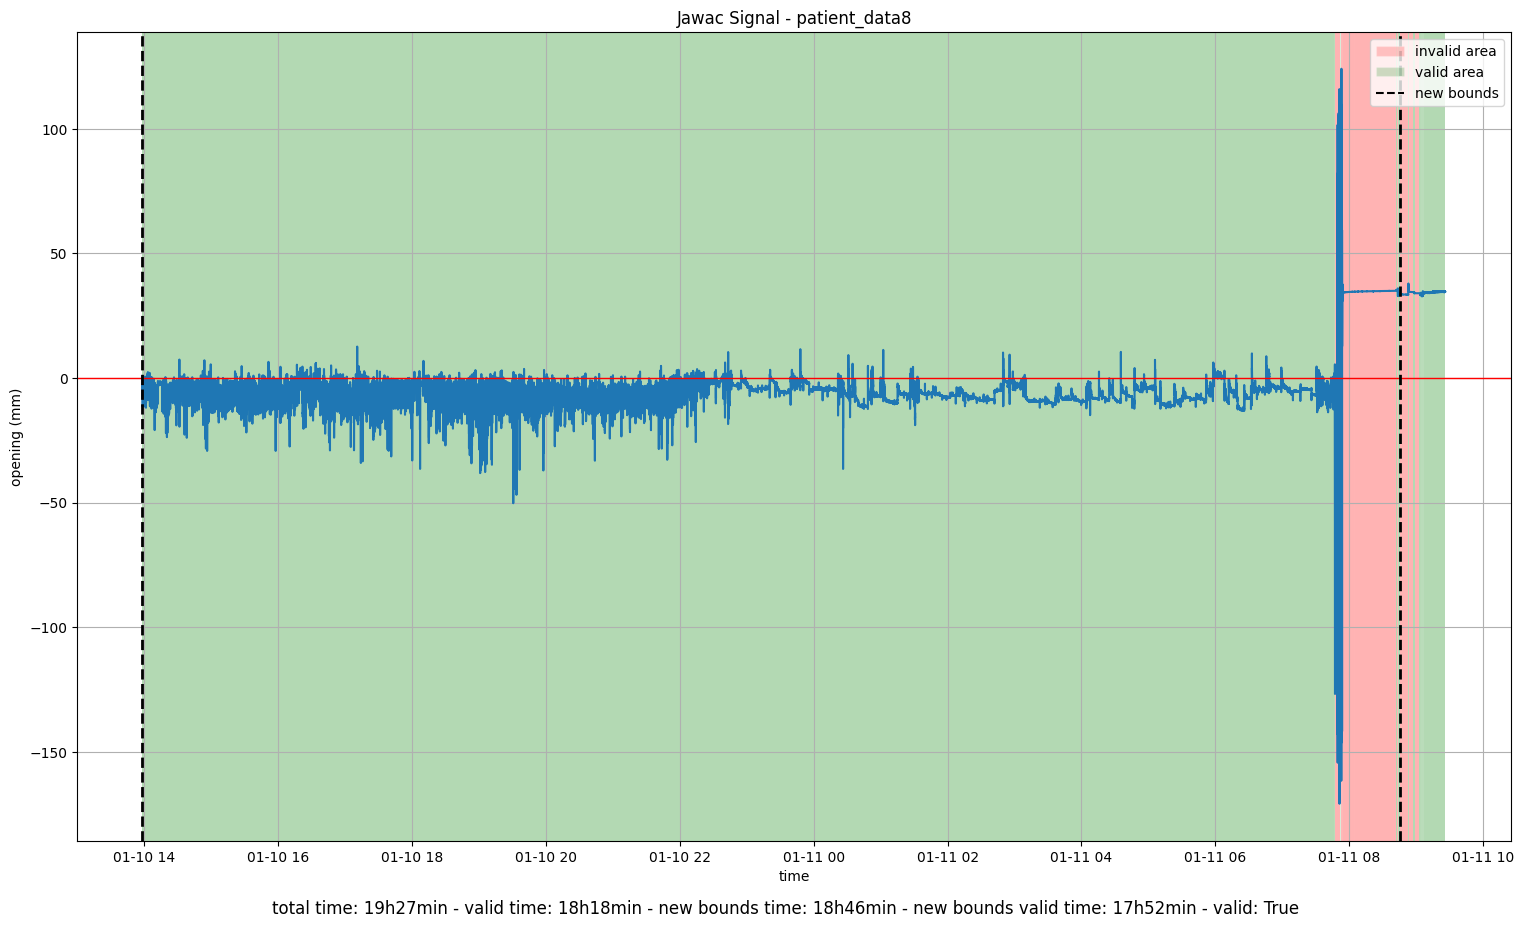 Jawac Signal - patient_data8
invalid area
valid area
new bounds
100
50
0
−50
−100
−150
opening (mm)
01-10 14 01-10 16 01-10 18 01-10 20 01-10 22 01-11 00 01-11 02 01-11 04 01-11 06 01-11 08 01-11 10
time
total time: 19h27min - valid time: 18h18min - new bounds time: 18h46min - new bounds valid time: 17h52min - valid: True